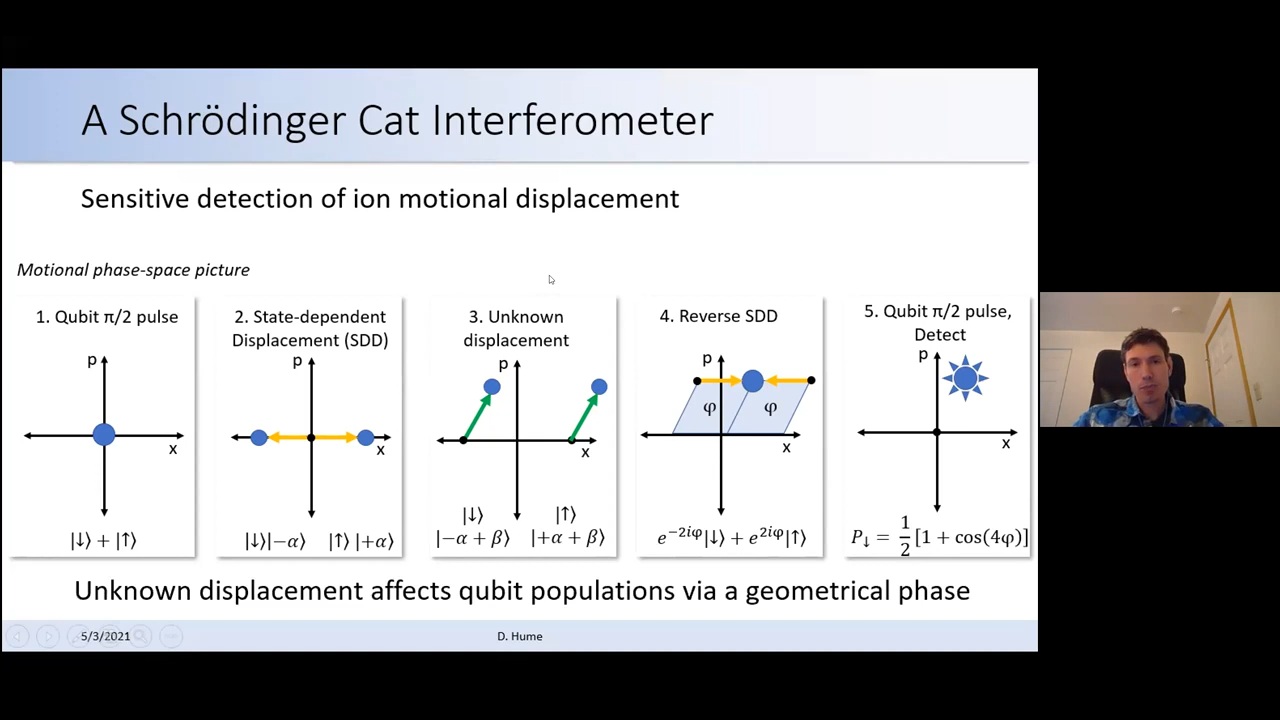 A Schrödinger Cat Interferometer
Sensitive detection of ion motional displacement
Motional phase-space picture
1. Qubit π/2 pulse
p
x
|↓⟩ + |↑⟩
2. State-dependent
Displacement (SDD)
p
x
|↓⟩|−α⟩ |↑⟩|+α⟩
3. Unknown
displacement
p
x
|↓⟩ |↑⟩
|−α + β⟩ |+α + β⟩
4. Reverse SDD
p
φ φ
x
e^{−2iφ}|↓⟩ + e^{2iφ}|↑⟩
5. Qubit π/2 pulse,
Detect
p
x
P↓ = 1/2 [1 + cos(4φ)]
Unknown displacement affects qubit populations via a geometrical phase
5/3/2021 D. Hume